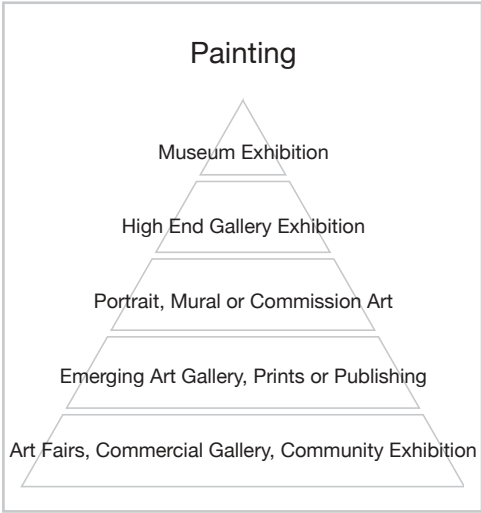 Painting
Museum Exhibition
High End Gallery Exhibition
Portrait, Mural or Commission Art
Emerging Art Gallery, Prints or Publishing
Art Fairs, Commercial Gallery, Community Exhibition